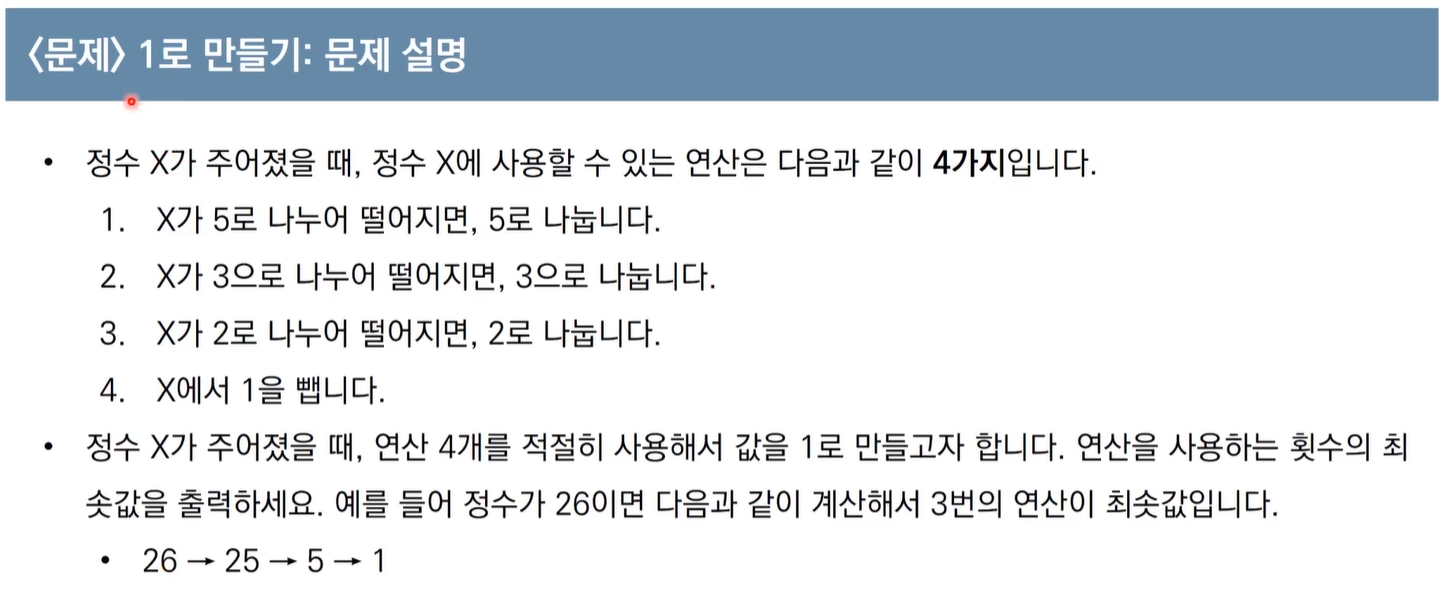 〈문제〉 1로 만들기: 문제 설명
• 정수 X가 주어졌을 때, 정수 X에 사용할 수 있는 연산은 다음과 같이 4가지입니다.
1. X가 5로 나누어 떨어지면, 5로 나눕니다.
2. X가 3으로 나누어 떨어지면, 3으로 나눕니다.
3. X가 2로 나누어 떨어지면, 2로 나눕니다.
4. X에서 1을 뺍니다.
• 정수 X가 주어졌을 때, 연산 4개를 적절히 사용해서 값을 1로 만들고자 합니다. 연산을 사용하는 횟수의 최
솟값을 출력하세요. 예를 들어 정수가 26이면 다음과 같이 계산해서 3번의 연산이 최솟값입니다.
• 26 → 25 → 5 → 1